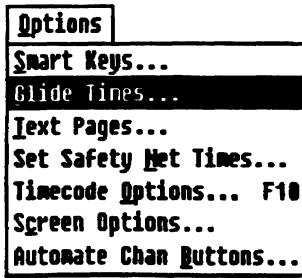 Options
Smart Keys...
Glide Times...
Text Pages...
Set Safety Net Times...
Timecode Options... F10
Screen Options...
Automate Chan Buttons...